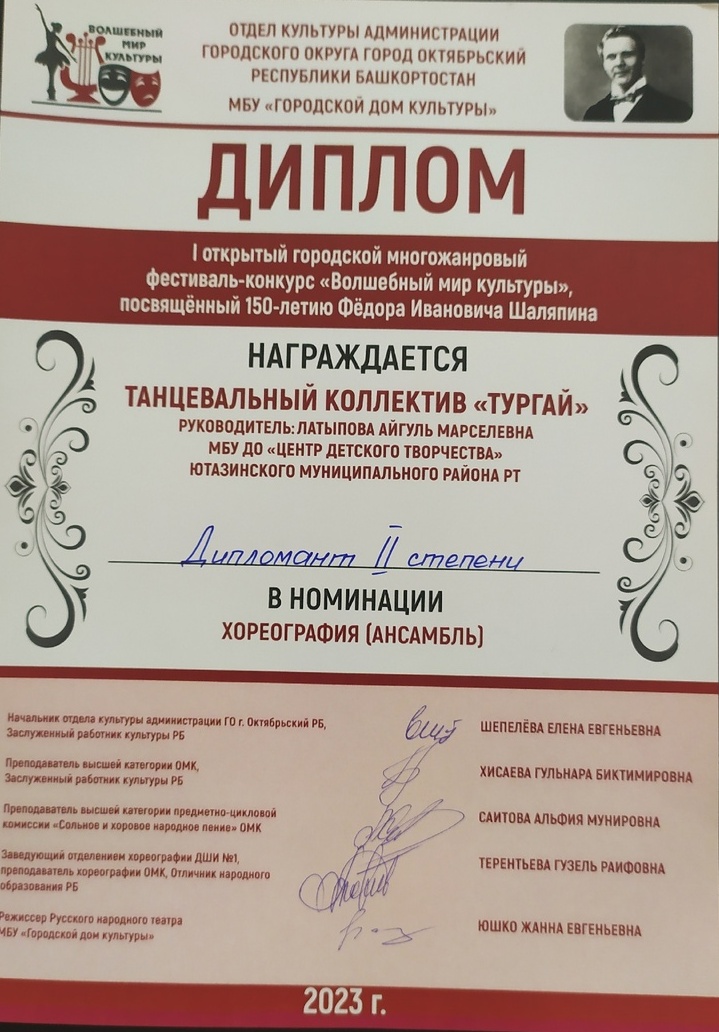 ВОЛШЕБНЫЙ
МИР
КУЛЬТУРЫ
ОТДЕЛ КУЛЬТУРЫ АДМИНИСТРАЦИИ
ГОРОДСКОГО ОКРУГА ГОРОД ОКТЯБРЬСКИЙ
РЕСПУБЛИКИ БАШКОРТОСТАН
МБУ «ГОРОДСКОЙ ДОМ КУЛЬТУРЫ»
ДИПЛОМ
I открытый городской многожанровый
фестиваль-конкурс «Волшебный мир культуры»,
посвящённый 150-летию Фёдора Ивановича Шаляпина
НАГРАЖДАЕТСЯ
ТАНЦЕВАЛЬНЫЙ КОЛЛЕКТИВ «ТУРГАЙ»
РУКОВОДИТЕЛЬ: ЛАТЫПОВА АЙГУЛЬ МАРСЕЛЕВНА
МБУ ДО «ЦЕНТР ДЕТСКОГО ТВОРЧЕСТВА»
ЮТАЗИНСКОГО МУНИЦИПАЛЬНОГО РАЙОНА РТ
Дипломант II степени
В НОМИНАЦИИ
ХОРЕОГРАФИЯ (АНСАМБЛЬ)
Начальник отдела культуры администрации ГО г. Октябрьский РБ,
Заслуженный работник культуры РБ
ШЕПЕЛЁВА ЕЛЕНА ЕВГЕНЬЕВНА
Преподаватель высшей категории ОМК,
Заслуженный работник культуры РБ
ХИСАЕВА ГУЛЬНАРА БИКТИМИРОВНА
Преподаватель высшей категории предметно-цикловой
комиссии «Сольное и хоровое народное пение» ОМК
САИТОВА АЛЬФИЯ МУНИРОВНА
Заведующий отделением хореографии ДШИ №1,
преподаватель хореографии ОМК, Отличник народного
образования РБ
ТЕРЕНТЬЕВА ГУЗЕЛЬ РАИФОВНА
Режиссер Русского народного театра
МБУ «Городской дом культуры»
ЮШКО ЖАННА ЕВГЕНЬЕВНА
2023 г.